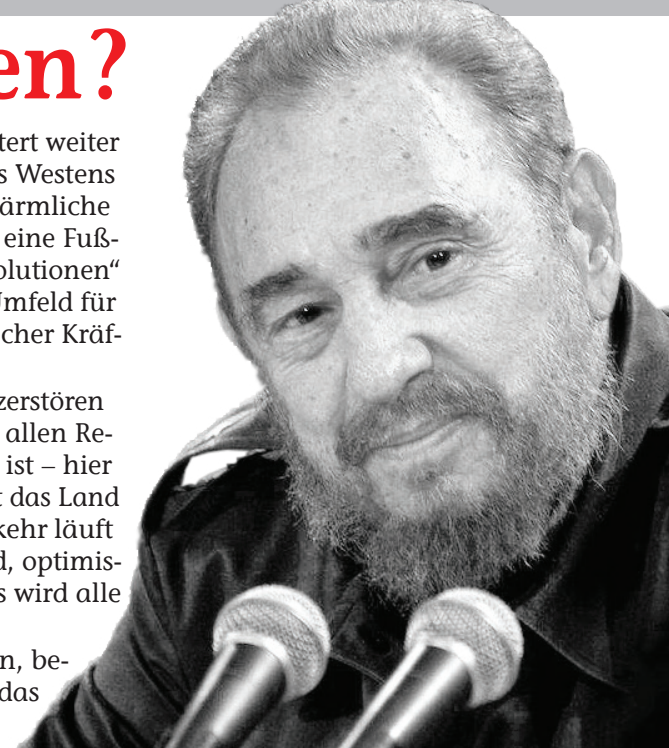 en?
tert weiter
s Westens
ärmliche
eine Fuß-
olutionen“
Umfeld für
cher Kräf-
zerstören
allen Re-
ist – hier
t das Land
kehr läuft
d, optimis-
s wird alle
n, be-
das